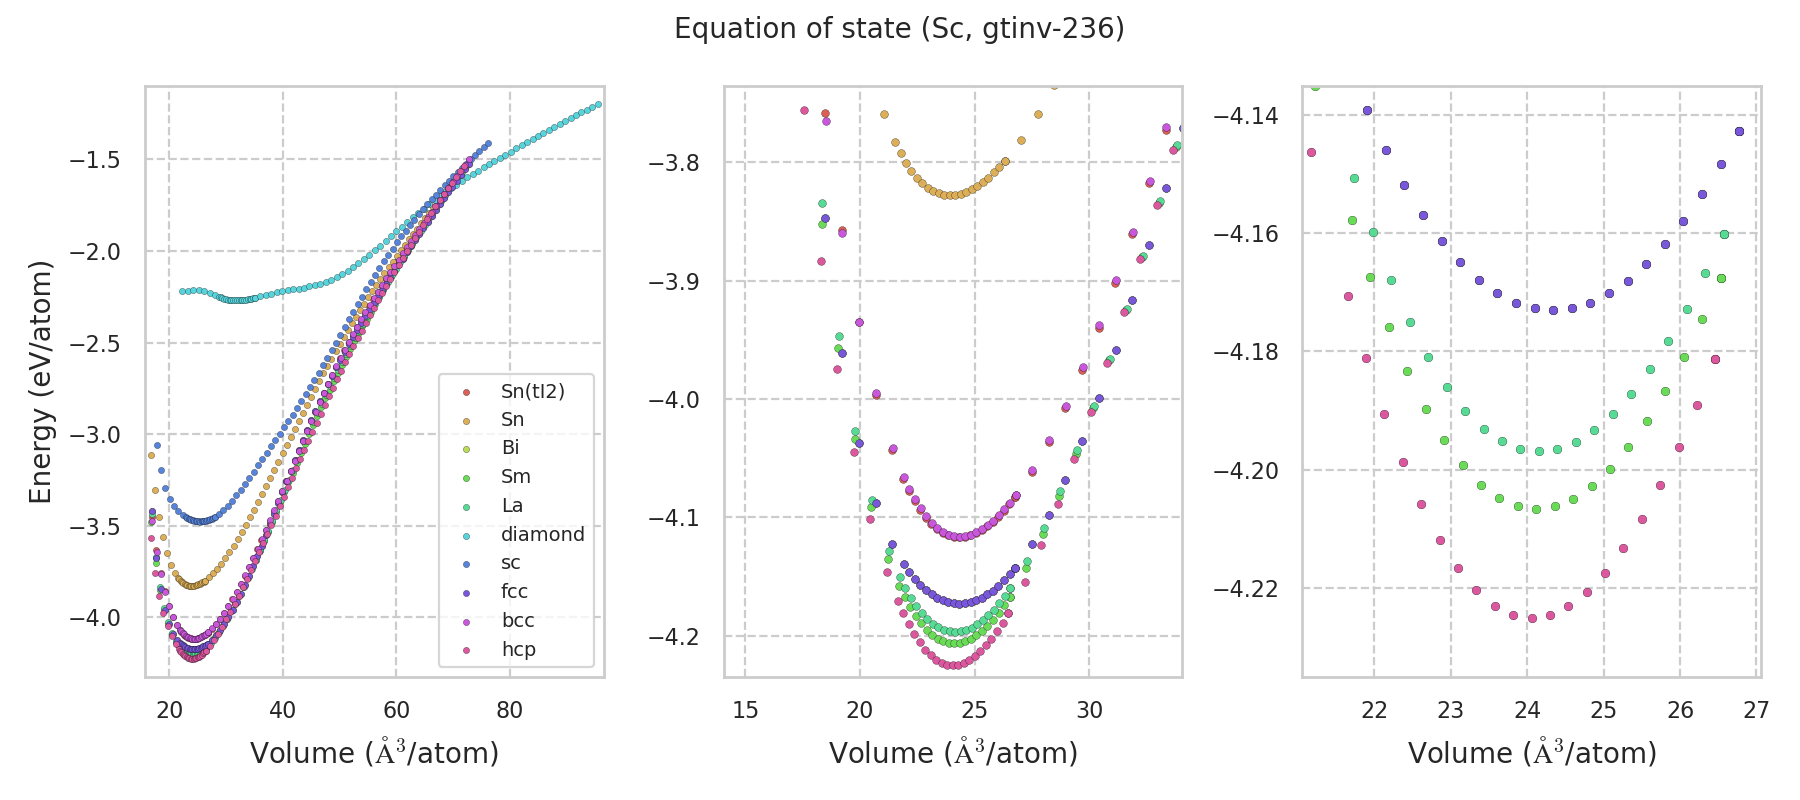 Equation of state (Sc, gtinv-236)
Energy (eV/atom)
−1.5
−2.0
−2.5
−3.0
−3.5
−4.0
20 40 60 80
Volume (Å³/atom)
Sn(tI2)
Sn
Bi
Sm
La
diamond
sc
fcc
bcc
hcp
−3.8
−3.9
−4.0
−4.1
−4.2
15 20 25 30
Volume (Å³/atom)
−4.14
−4.16
−4.18
−4.20
−4.22
22 23 24 25 26 27
Volume (Å³/atom)